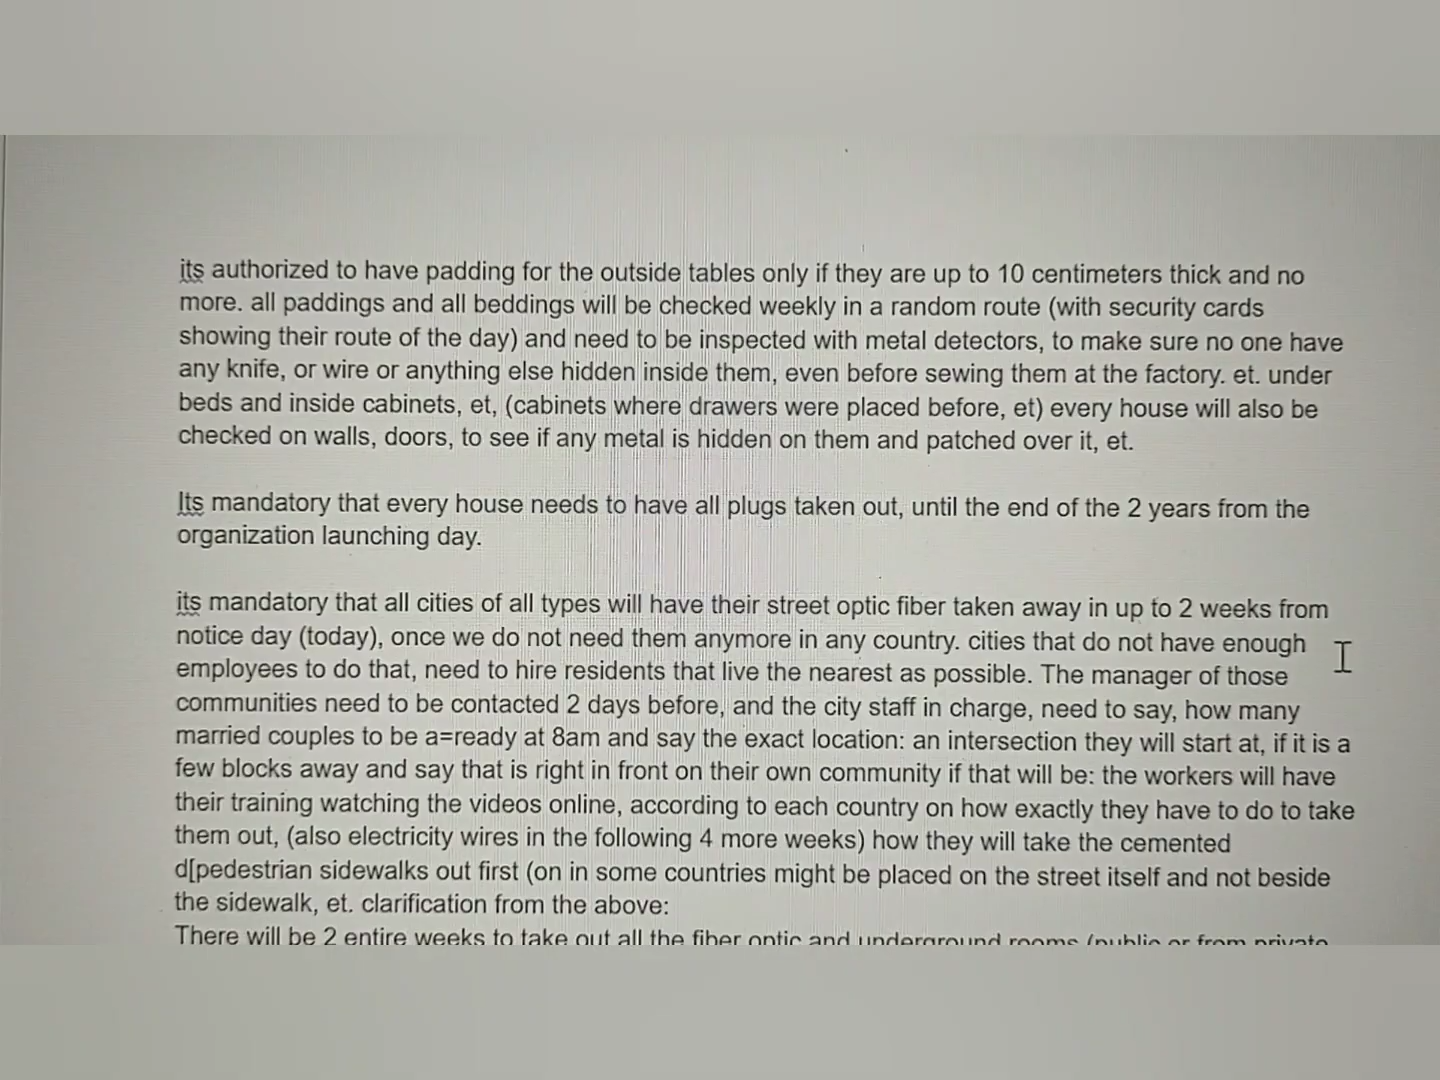 its authorized to have padding for the outside tables only if they are up to 10 centimeters thick and no
more. all paddings and all beddings will be checked weekly in a random route (with security cards
showing their route of the day) and need to be inspected with metal detectors, to make sure no one have
any knife, or wire or anything else hidden inside them, even before sewing them at the factory. et. under
beds and inside cabinets, et, (cabinets where drawers were placed before, et) every house will also be
checked on walls, doors, to see if any metal is hidden on them and patched over it, et.
Its mandatory that every house needs to have all plugs taken out, until the end of the 2 years from the
organization launching day.
its mandatory that all cities of all types will have their street optic fiber taken away in up to 2 weeks from
notice day (today), once we do not need them anymore in any country. cities that do not have enough
employees to do that, need to hire residents that live the nearest as possible. The manager of those
communities need to be contacted 2 days before, and the city staff in charge, need to say, how many
married couples to be a=ready at 8am and say the exact location: an intersection they will start at, if it is a
few blocks away and say that is right in front on their own community if that will be: the workers will have
their training watching the videos online, according to each country on how exactly they have to do to take
them out, (also electricity wires in the following 4 more weeks) how they will take the cemented
d[pedestrian sidewalks out first (on in some countries might be placed on the street itself and not beside
the sidewalk, et. clarification from the above:
There will be 2 entire weeks to take out all the fiber optic and underground rooms (public or from private